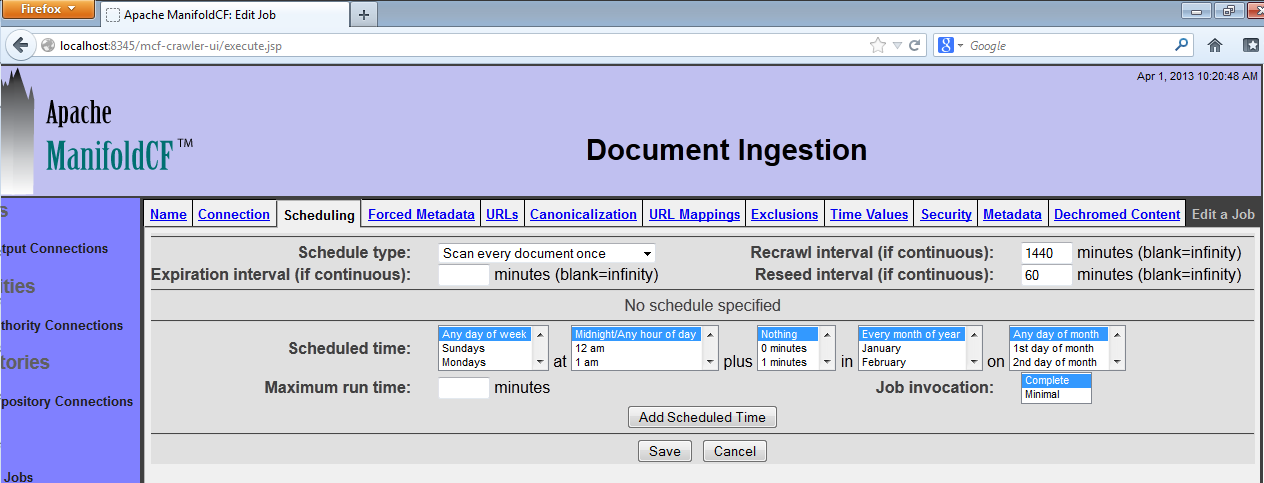 Firefox
Apache ManifoldCF: Edit Job
localhost:8345/mcf-crawler-ui/execute.jsp
Google
Apr 1, 2013 10:20:48 AM
Apache
ManifoldCF™
Document Ingestion
Name Connection Scheduling Forced Metadata URLs Canonicalization URL Mappings Exclusions Time Values Security Metadata Dechromed Content Edit a Job
s
tput Connections
ities
thority Connections
tories
pository Connections
Jobs
Schedule type: Scan every document once Recrawl interval (if continuous): 1440 minutes (blank=infinity)
Expiration interval (if continuous): minutes (blank=infinity) Reseed interval (if continuous): 60 minutes (blank=infinity)
No schedule specified
Scheduled time: Any day of week Sundays Mondays at Midnight/Any hour of day 12 am 1 am plus Nothing 0 minutes 1 minutes in Every month of year January February on Any day of month 1st day of month 2nd day of month
Maximum run time: minutes Job invocation: Complete Minimal
Add Scheduled Time
Save Cancel